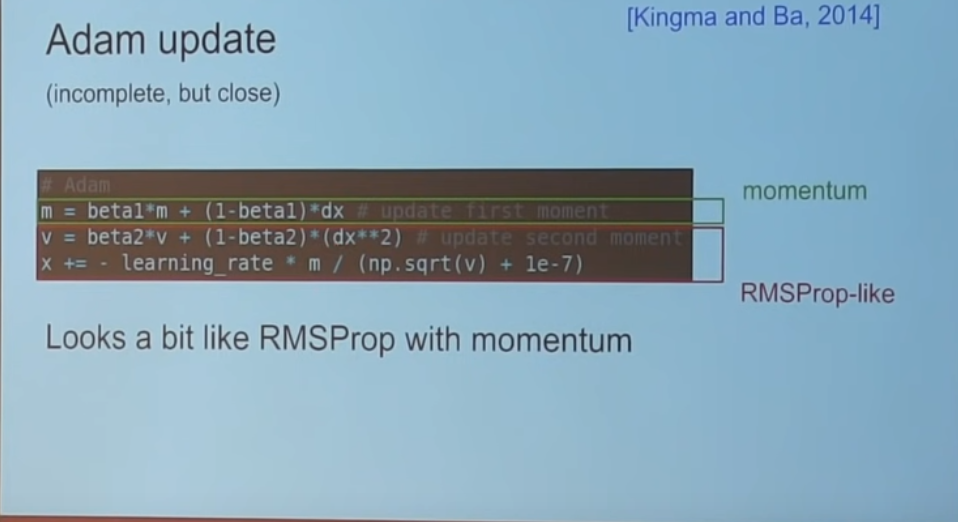 Adam update
[Kingma and Ba, 2014]
(incomplete, but close)
# Adam
m = beta1*m + (1-beta1)*dx # update first moment
momentum
v = beta2*v + (1-beta2)*(dx**2) # update second moment
x += - learning_rate * m / (np.sqrt(v) + 1e-7)
RMSProp-like
Looks a bit like RMSProp with momentum